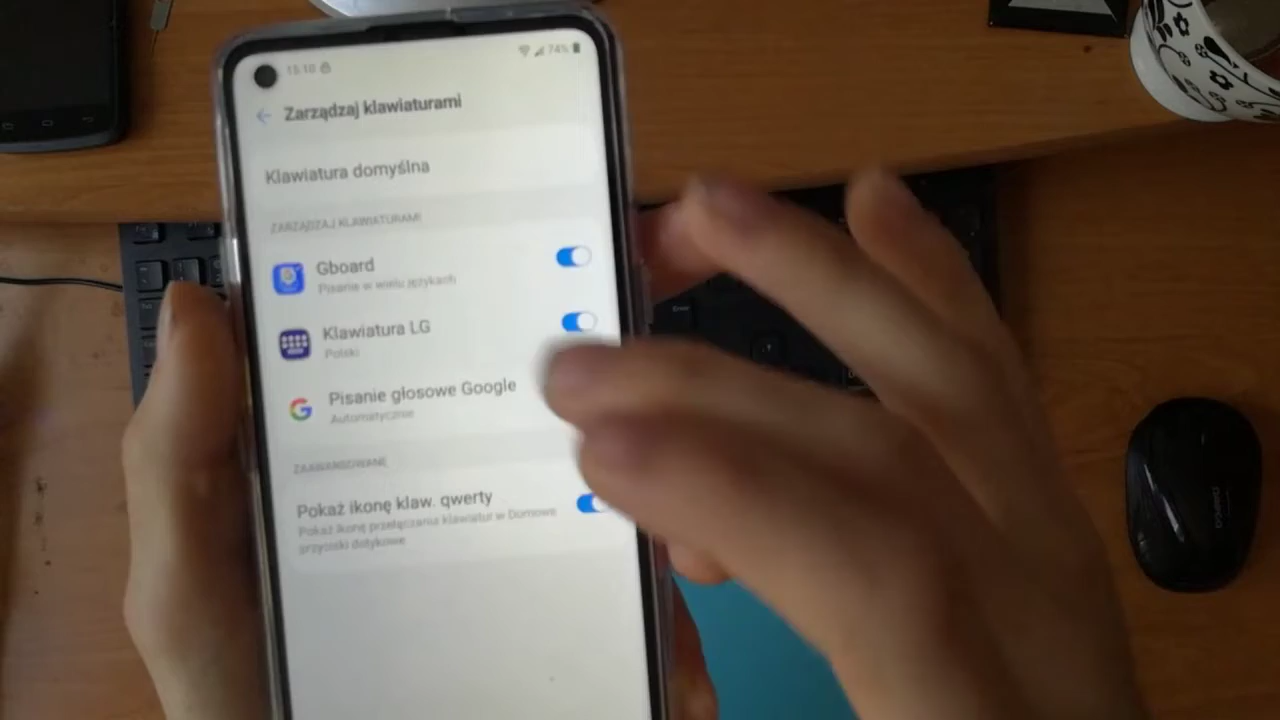 15:10
74%
Zarządzaj klawiaturami
Klawiatura domyślna
ZARZĄDZAJ KLAWIATURAMI
Gboard
Pisanie w wielu językach
Klawiatura LG
Polski
Pisanie głosowe Google
Automatycznie
ZAAWANSOWANE
Pokaż ikonę klaw. qwerty
Pokaż ikonę przełączania klawiatur w Domowe
przyciski dotykowe